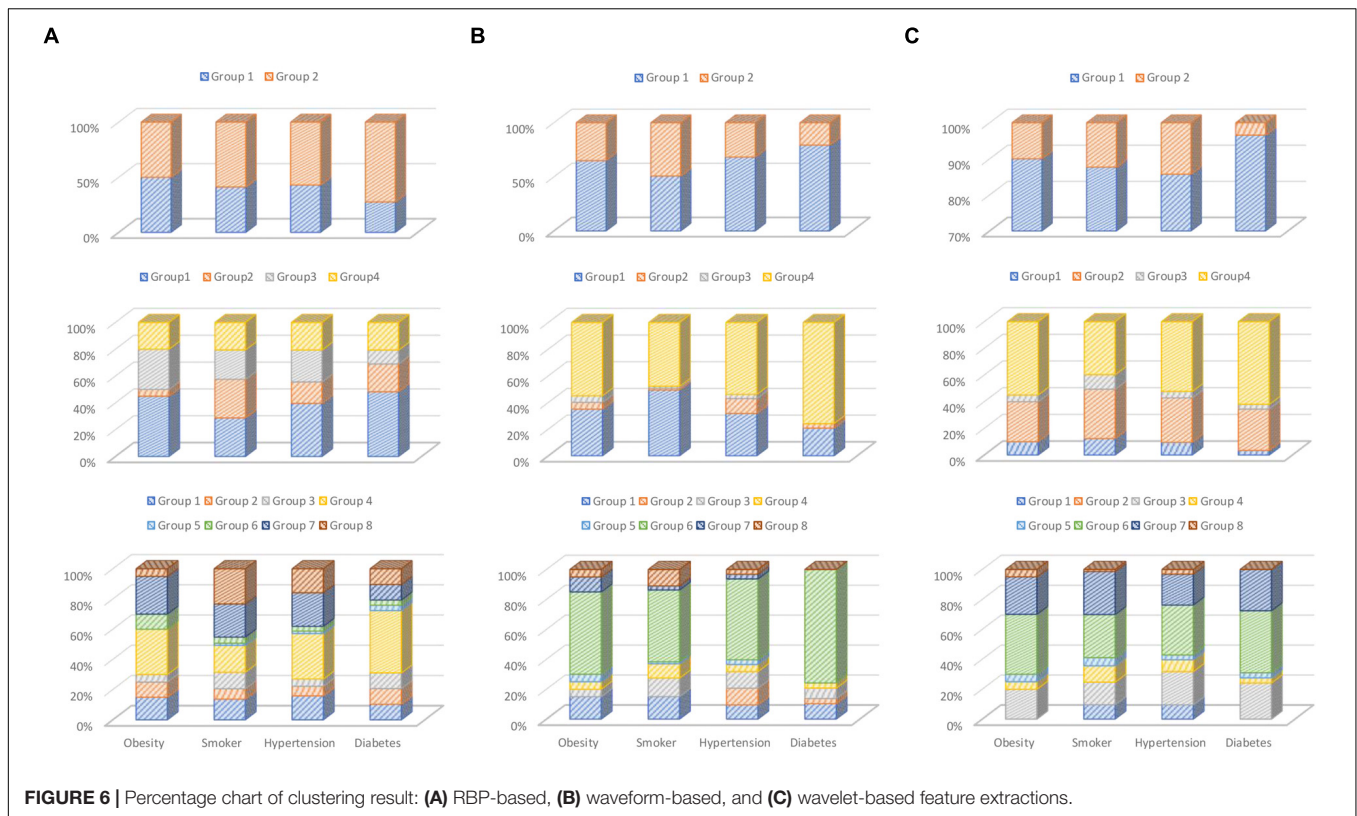 A
B
C
Group 1 Group 2
100%
50%
0%
Group 1 Group 2
100%
50%
0%
Group 1 Group 2
100%
90%
80%
70%
Group1 Group2 Group3 Group4
100%
80%
60%
40%
20%
0%
Group1 Group2 Group3 Group4
100%
80%
60%
40%
20%
0%
Group1 Group2 Group3 Group4
100%
80%
60%
40%
20%
0%
Group 1 Group 2 Group 3 Group 4
Group 5 Group 6 Group 7 Group 8
100%
80%
60%
40%
20%
0%
Obesity Smoker Hypertension Diabetes
Group 1 Group 2 Group 3 Group 4
Group 5 Group 6 Group 7 Group 8
100%
80%
60%
40%
20%
0%
Obesity Smoker Hypertension Diabetes
Group 1 Group 2 Group 3 Group 4
Group 5 Group 6 Group 7 Group 8
100%
80%
60%
40%
20%
0%
Obesity Smoker Hypertension Diabetes
FIGURE 6 | Percentage chart of clustering result: (A) RBP-based, (B) waveform-based, and (C) wavelet-based feature extractions.